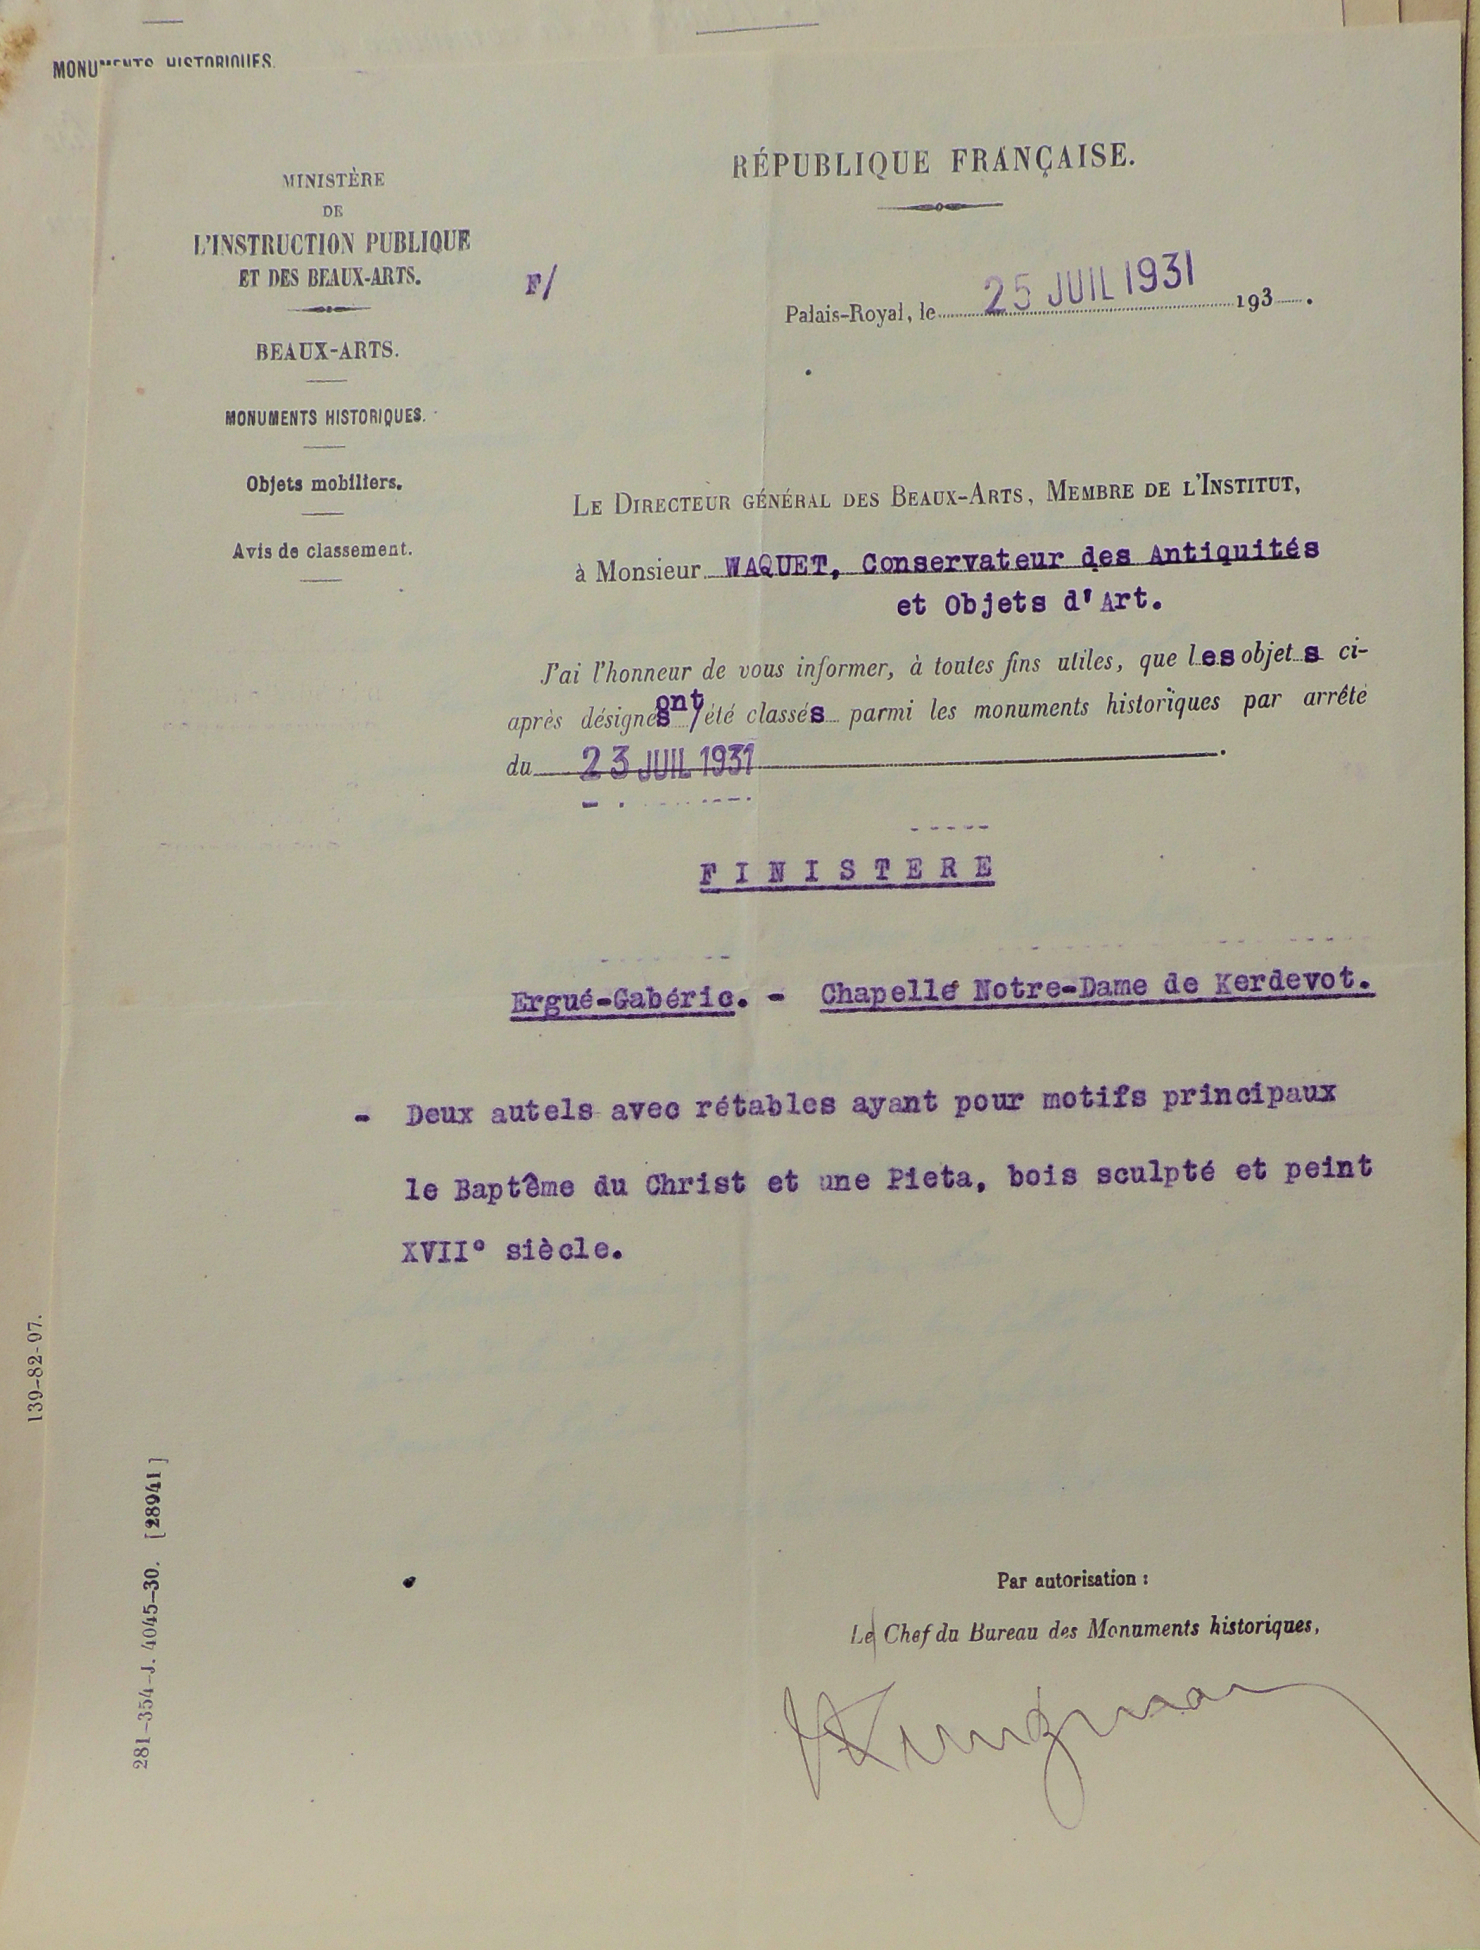 MONUMENTS HISTORIQUES.
MINISTÈRE
DE
L'INSTRUCTION PUBLIQUE
ET DES BEAUX-ARTS.
BEAUX-ARTS.
MONUMENTS HISTORIQUES.
Objets mobiliers.
Avis de classement.
F/
RÉPUBLIQUE FRANÇAISE.
Palais-Royal, le 25 JUIL 1931 193 .
LE DIRECTEUR GÉNÉRAL DES BEAUX-ARTS, MEMBRE DE L'INSTITUT,
à Monsieur WAQUET, Conservateur des Antiquités
et Objets d'Art.
J'ai l'honneur de vous informer, à toutes fins utiles, que les objets ci-
après désignés ont/été classés parmi les monuments historiques par arrêté
du 23 JUIL 1931 .
FINISTERE
Ergué-Gabéric. - Chapelle Notre-Dame de Kerdevot.
- Deux autels avec rétables ayant pour motifs principaux
le Baptême du Christ et une Pieta, bois sculpté et peint
XVII° siècle.
139-82-97.
281-354-J. 4045-30. [28941]
Par autorisation :
Le Chef du Bureau des Monuments historiques,